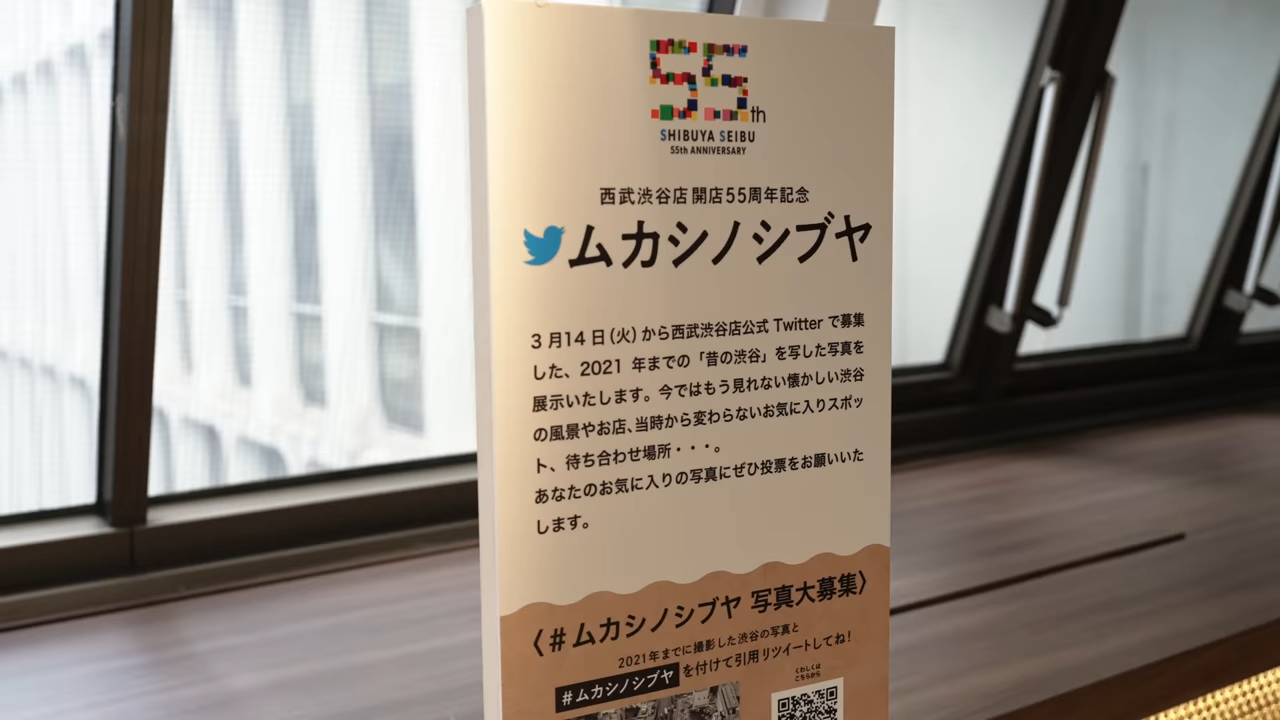 55th
SHIBUYA SEIBU
55th ANNIVERSARY
西武渋谷店 開店55周年記念
ムカシノシブヤ
3月14日(火)から西武渋谷店公式 Twitter で募集
した、2021 年までの「昔の渋谷」を写した写真を
展示いたします。今ではもう見れない懐かしい渋谷
の風景やお店、当時から変わらないお気に入りスポッ
ト、待ち合わせ場所・・・。
あなたのお気に入りの写真にぜひ投票をお願いいた
します。
〈#ムカシノシブヤ 写真大募集〉
2021年までに撮影した渋谷の写真と
#ムカシノシブヤ を付けて引用リツイートしてね!
くわしくは
こちらから